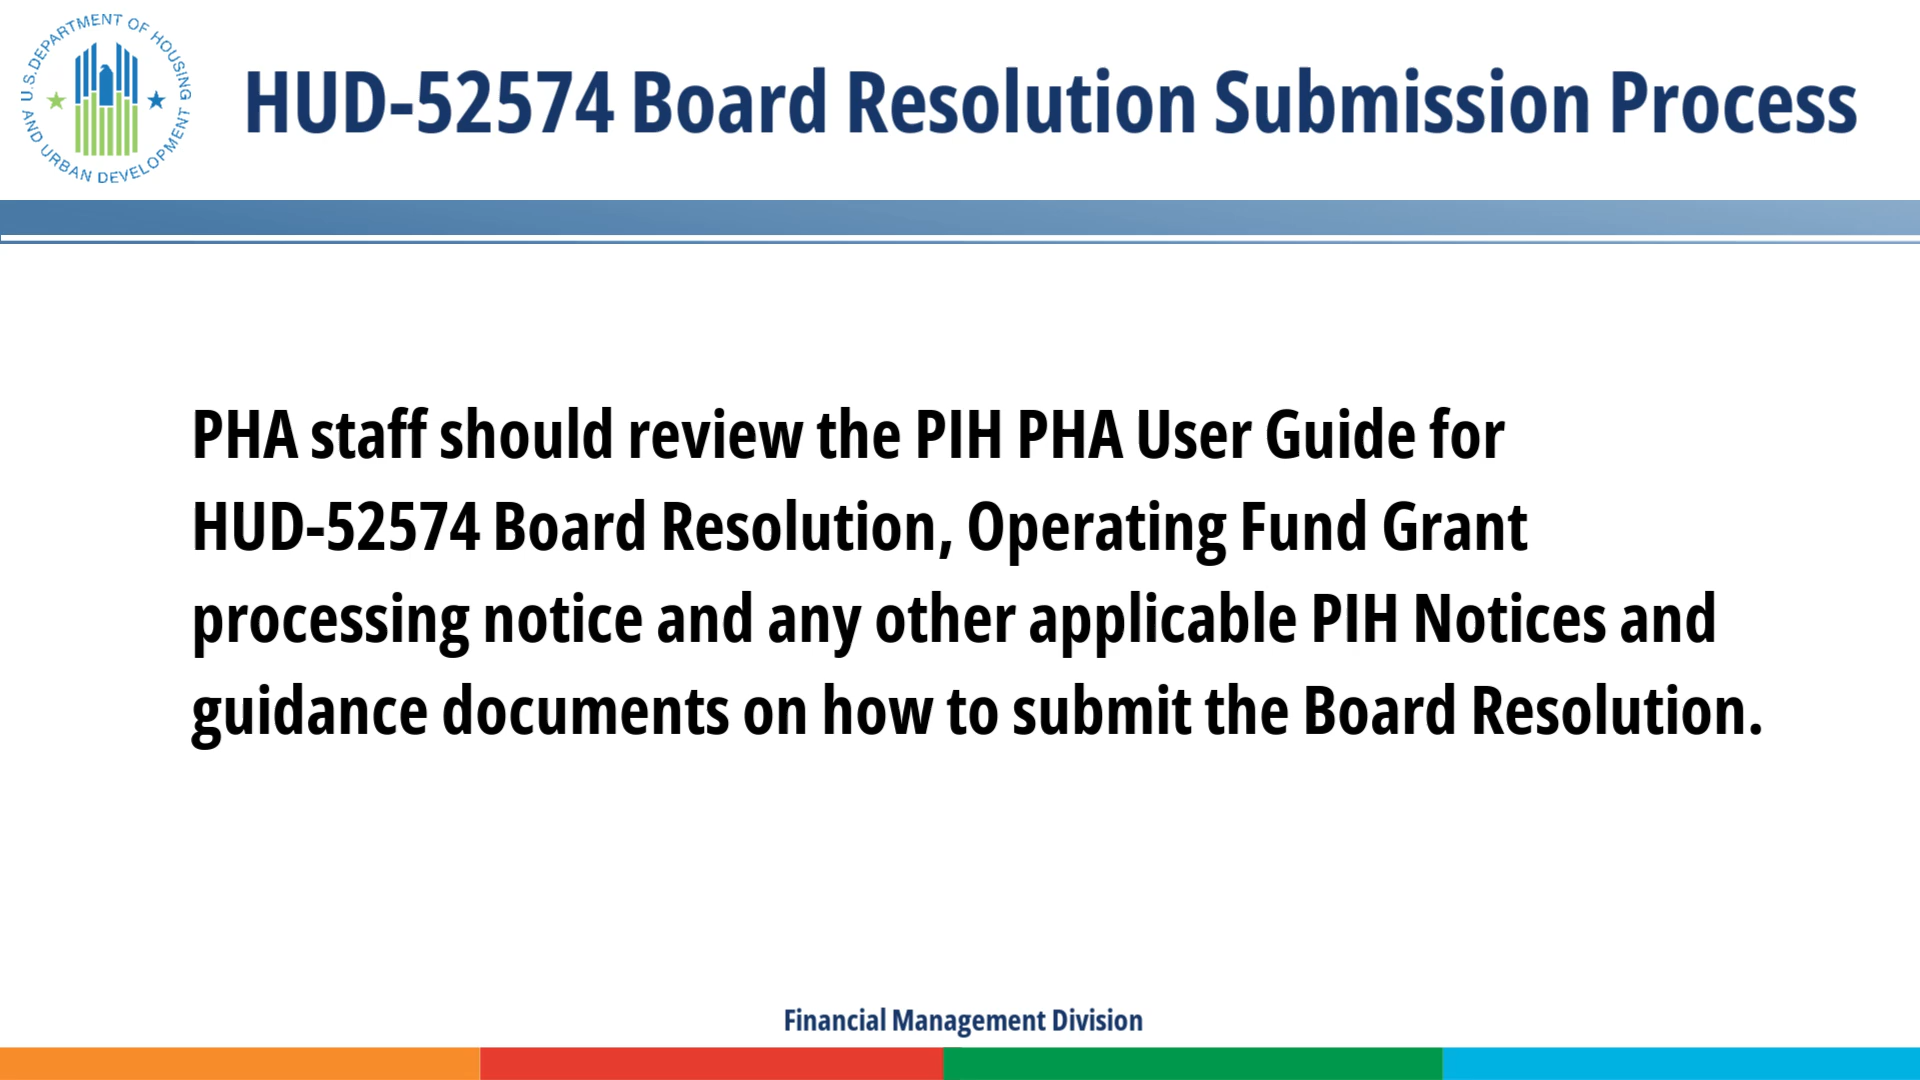 U.S. DEPARTMENT OF HOUSING
AND URBAN DEVELOPMENT
HUD-52574 Board Resolution Submission Process
PHA staff should review the PIH PHA User Guide for
HUD-52574 Board Resolution, Operating Fund Grant
processing notice and any other applicable PIH Notices and
guidance documents on how to submit the Board Resolution.
Financial Management Division